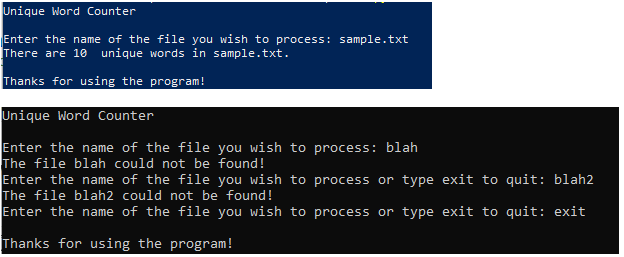 Unique Word Counter
Enter the name of the file you wish to process: sample.txt
There are 10  unique words in sample.txt.
Thanks for using the program!
Unique Word Counter
Enter the name of the file you wish to process: blah
The file blah could not be found!
Enter the name of the file you wish to process or type exit to quit: blah2
The file blah2 could not be found!
Enter the name of the file you wish to process or type exit to quit: exit
Thanks for using the program!